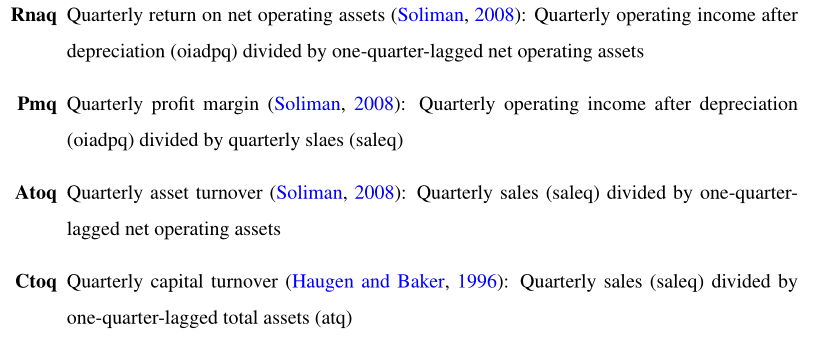 Rnaq Quarterly return on net operating assets (Soliman, 2008): Quarterly operating income after
depreciation (oiadpq) divided by one-quarter-lagged net operating assets
Pmq Quarterly profit margin (Soliman, 2008): Quarterly operating income after depreciation
(oiadpq) divided by quarterly slaes (saleq)
Atoq Quarterly asset turnover (Soliman, 2008): Quarterly sales (saleq) divided by one-quarter-
lagged net operating assets
Ctoq Quarterly capital turnover (Haugen and Baker, 1996): Quarterly sales (saleq) divided by
one-quarter-lagged total assets (atq)